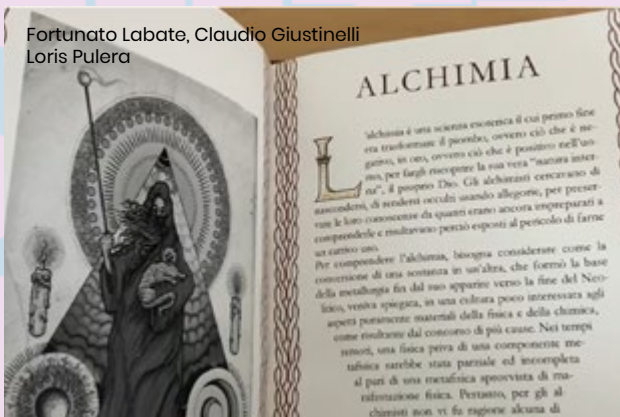 Fortunato Labate, Claudio Giustinelli
Loris Pulera
ALCHIMIA
L'alchimia è una scienza esoterica il cui primo fine
era trasformare il piombo, ovvero ciò che è ne-
gativo, in oro, ovvero ciò che è positivo nell'uo-
mo, per fargli riscoprire la sua vera "natura inter-
na", il proprio Dio. Gli alchimisti cercavano di
nascondersi, di rendersi occulti usando allegorie, per preser-
vare le loro conoscenze da quanti erano ancora impreparati a
comprenderle e risultavano perciò esposti al pericolo di farne
un cattivo uso.
Per comprendere l'alchimia, bisogna considerare come la
conversione di una sostanza in un'altra, che formò la base
della metallurgia fin dal suo apparire verso la fine del Neo-
litico, veniva spiegata, in una cultura poco interessata agli
aspetti puramente materiali della fisica e della chimica,
come risultante dal concorso di più cause. Nei tempi
remoti, una fisica priva di una componente me-
tafisica sarebbe stata parziale ed incompleta
al pari di una metafisica sprovvista di ma-
nifestazione fisica. Pertanto, per gli al-
chimisti non vi fu ragione alcuna di